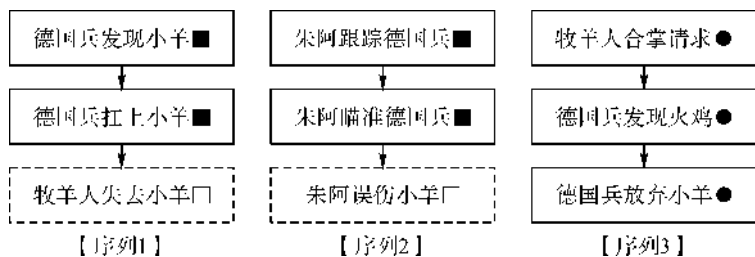 德国兵发现小羊■ 朱阿跟踪德国兵■ 牧羊人合掌请求●
德国兵扛上小羊■ 朱阿瞄准德国兵■ 德国兵发现火鸡●
牧羊人失去小羊□ 朱阿误伤小羊□ 德国兵放弃小羊●
【序列1】 【序列2】 【序列3】